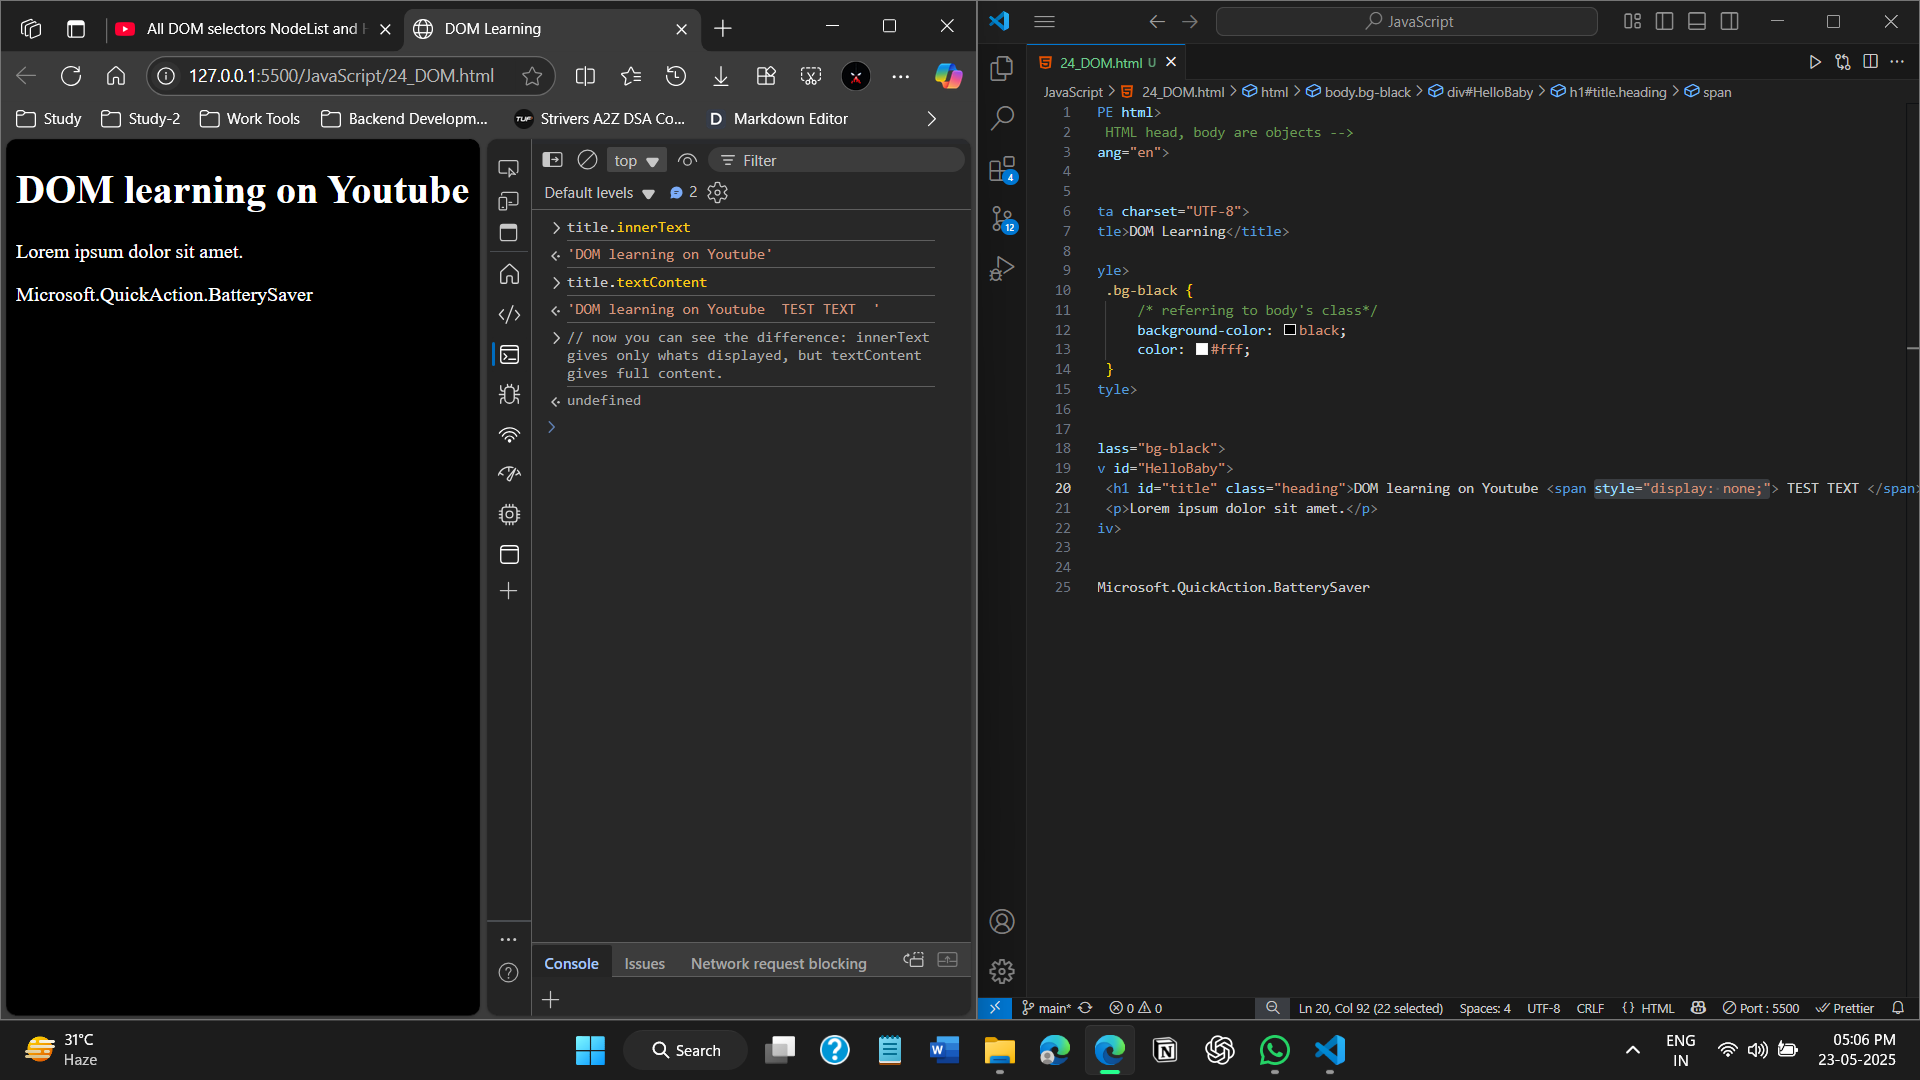 All DOM selectors NodeList and H
DOM Learning
127.0.0.1:5500/JavaScript/24_DOM.html
Study
Study-2
Work Tools
Backend Developm...
TUF
Strivers A2Z DSA Co...
D
Markdown Editor
DOM learning on Youtube
Lorem ipsum dolor sit amet.
Microsoft.QuickAction.BatterySaver
top
Filter
Default levels
2
title.innerText
'DOM learning on Youtube'
title.textContent
'DOM learning on Youtube  TEST TEXT  '
// now you can see the difference: innerText
gives only whats displayed, but textContent
gives full content.
undefined
Console
Issues
Network request blocking
JavaScript
24_DOM.html U
JavaScript > 24_DOM.html > html > body.bg-black > div#HelloBaby > h1#title.heading > span
4
12
1 PE html>
2 HTML head, body are objects -->
3 ang="en">
4
5
6 ta charset="UTF-8">
7 tle>DOM Learning</title>
8
9 yle>
10 .bg-black {
11 /* referring to body's class*/
12 background-color: black;
13 color: #fff;
14 }
15 tyle>
16
17
18 lass="bg-black">
19 v id="HelloBaby">
20 <h1 id="title" class="heading">DOM learning on Youtube <span style="display: none;"> TEST TEXT </span>
21 <p>Lorem ipsum dolor sit amet.</p>
22 iv>
23
24
25 Microsoft.QuickAction.BatterySaver
main*
0 0
Ln 20, Col 92 (22 selected)
Spaces: 4
UTF-8
CRLF
{ } HTML
Port : 5500
Prettier
31°C
Haze
Search
ENG
IN
05:06 PM
23-05-2025